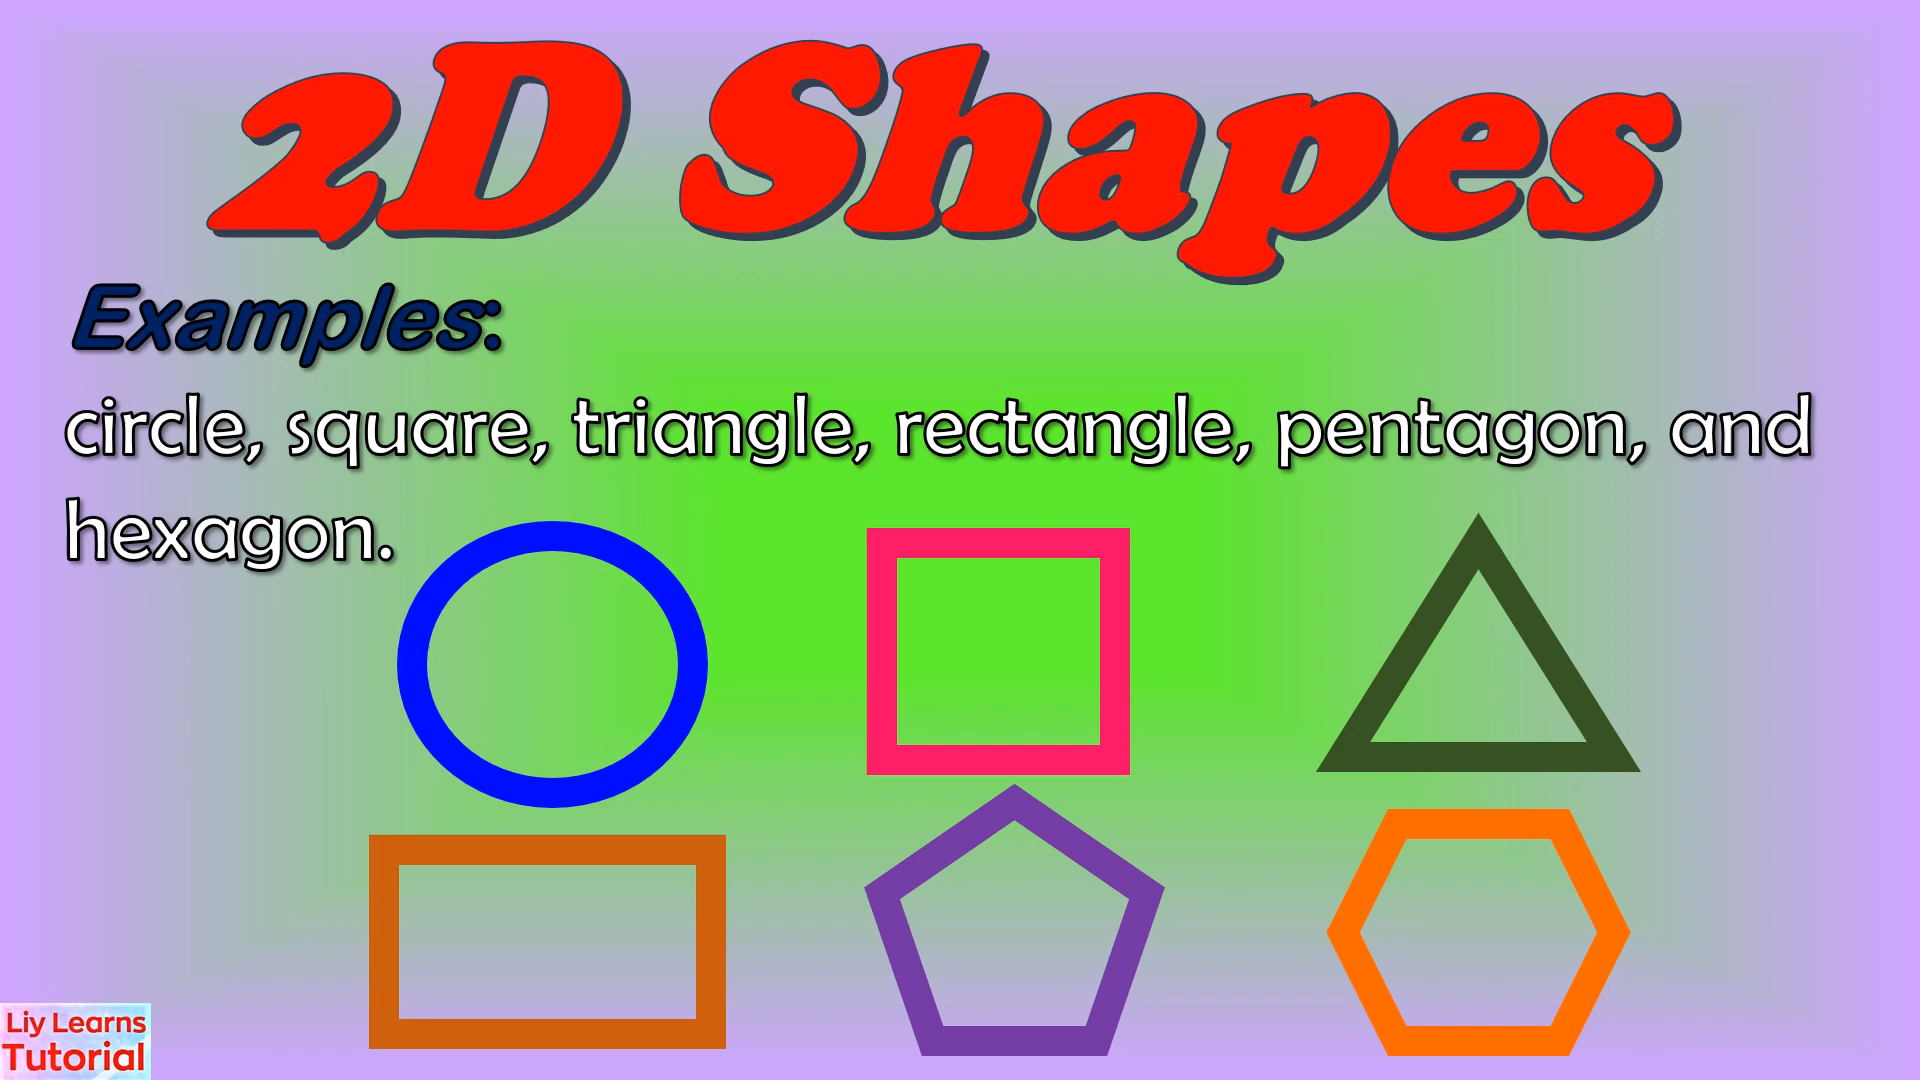 2D Shapes
Examples:
circle, square, triangle, rectangle, pentagon, and
hexagon.
Liy Learns
Tutorial